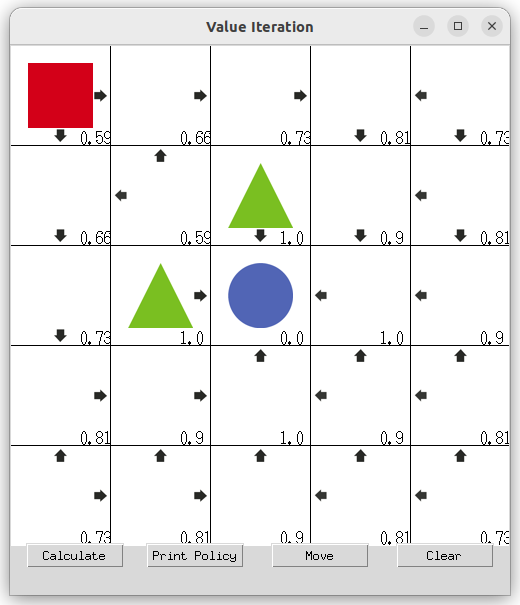 Value Iteration
0.59 0.66 0.73 0.81 0.73
0.66 0.59 1.0 0.9 0.81
0.73 1.0 0.0 1.0 0.9
0.81 0.9 1.0 0.9 0.81
0.73 0.81 0.9 0.81 0.73
Calculate Print Policy Move Clear